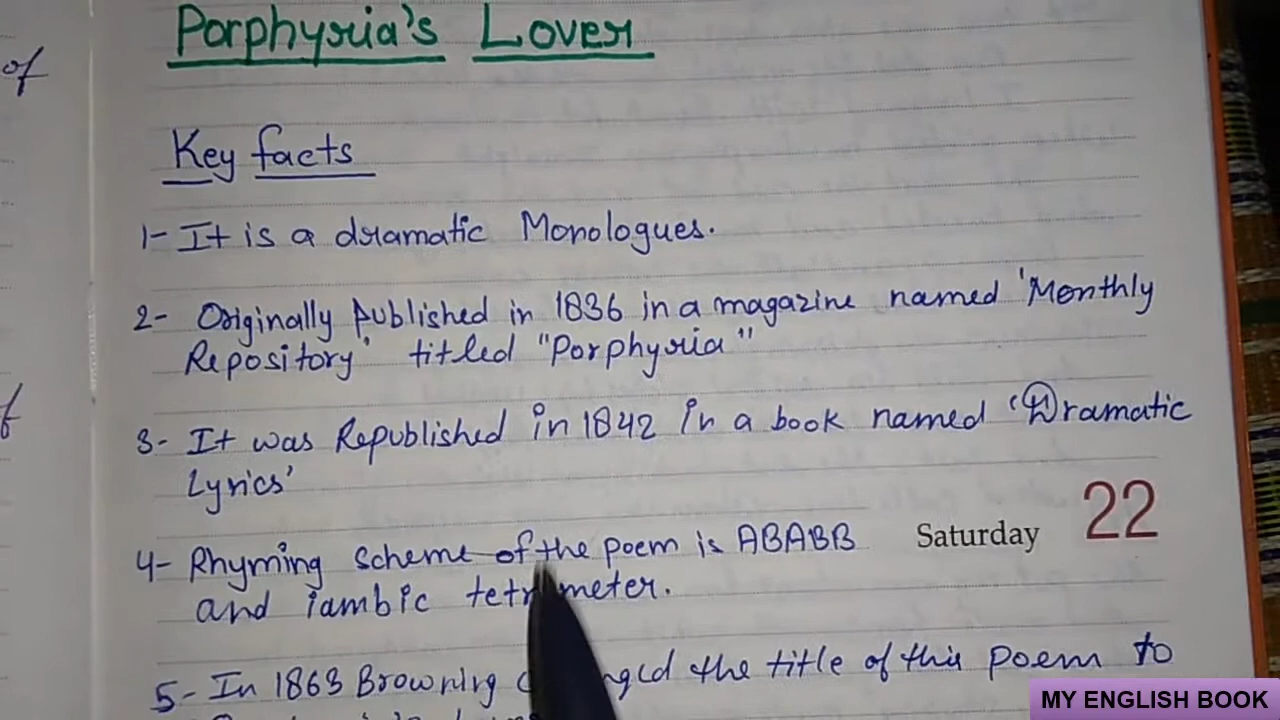 Porphyria's Lover
of
Key facts
1- It is a dramatic Monologues.
2- Originally published in 1836 in a magazine named 'Monthly
Repository' titled "Porphyria"
3- It was Republished in 1842 in a book named 'Dramatic
Lyrics'
4- Rhyming scheme of the poem is ABABB
Saturday 22
and iambic tetrameter.
5- In 1863 Browning changed the title of this poem to
MY ENGLISH BOOK